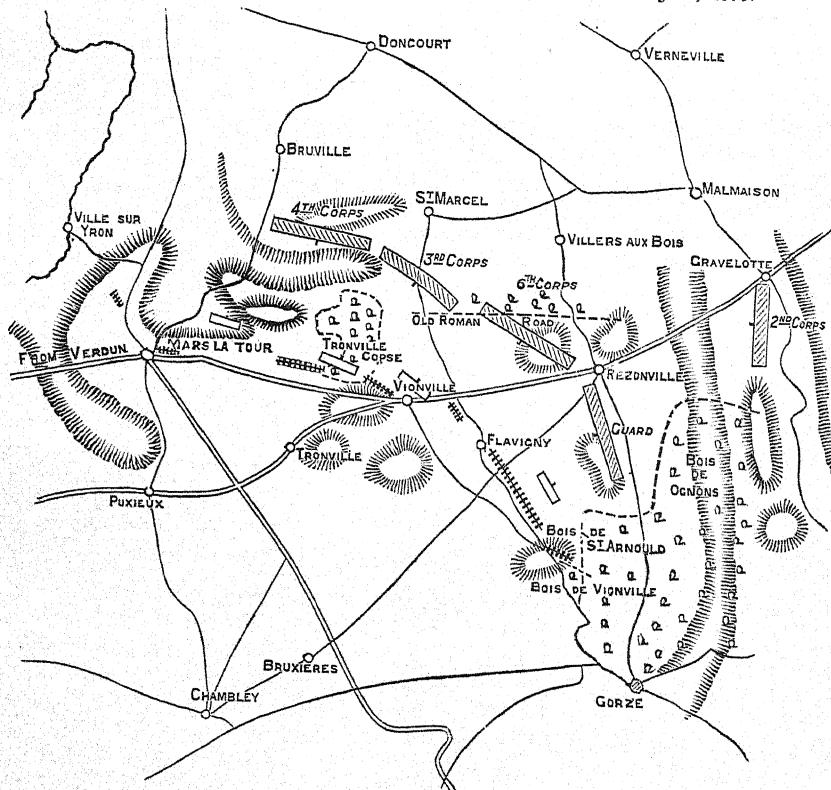 DONCOURT
VERNEVILLE
BRUVILLE
ST MARCEL
MALMAISON
4TH CORPS
VILLE SUR
YRON
VILLERS AUX BOIS
3RD CORPS
GRAVELOTTE
6TH CORPS
2ND CORPS
OLD ROMAN ROAD
FROM VERDUN
MARS LA TOUR
TRONVILLE
COPSE
REZONVILLE
VIONVILLE
GUARD
FLAVIGNY
TRONVILLE
BOIS
DE
OGNONS
PUXIEUX
BOIS DE
ST ARNOULD
BOIS DE VIONVILLE
BRUXIÈRES
CHAMBLEY
GORZE